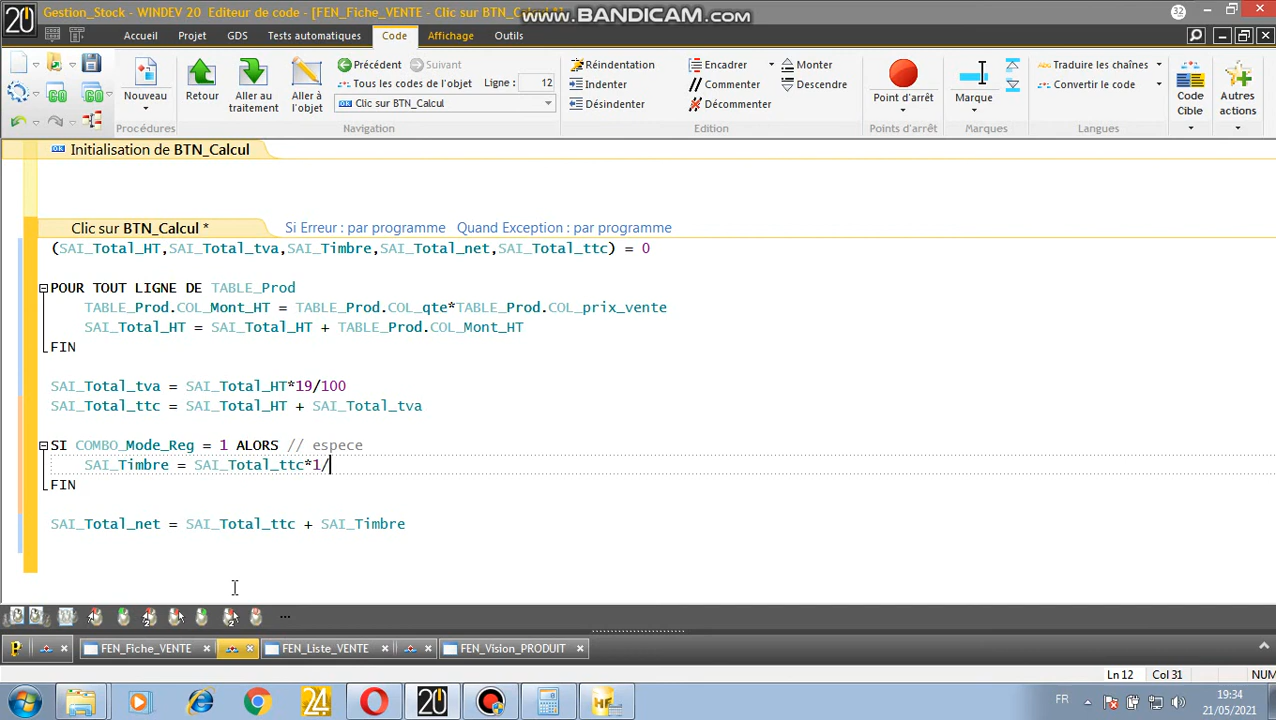 Gestion_Stock - WINDEV 20 Editeur de code - [FEN_Fiche_VENTE - Clic sur BTN_Calcul
www.BANDICAM.com
32
20
Accueil Projet GDS Tests automatiques Code Affichage Outils
Nouveau
Procédures
Retour
Aller au traitement
Aller à l'objet
Précédent Suivant Ligne : 12
Tous les codes de l'objet
Clic sur BTN_Calcul
Navigation
Réindentation
Indenter
Désindenter
Encadrer
Commenter
Décommenter
Monter
Descendre
Edition
Point d'arrêt
Points d'arrêt
Marque
Marques
Traduire les chaînes
Convertir le code
Langues
Code Cible
Autres actions
Initialisation de BTN_Calcul
Clic sur BTN_Calcul * Si Erreur : par programme Quand Exception : par programme
(SAI_Total_HT,SAI_Total_tva,SAI_Timbre,SAI_Total_net,SAI_Total_ttc) = 0
POUR TOUT LIGNE DE TABLE_Prod
TABLE_Prod.COL_Mont_HT = TABLE_Prod.COL_qte*TABLE_Prod.COL_prix_vente
SAI_Total_HT = SAI_Total_HT + TABLE_Prod.COL_Mont_HT
FIN
SAI_Total_tva = SAI_Total_HT*19/100
SAI_Total_ttc = SAI_Total_HT + SAI_Total_tva
SI COMBO_Mode_Reg = 1 ALORS // espece
SAI_Timbre = SAI_Total_ttc*1/
FIN
SAI_Total_net = SAI_Total_ttc + SAI_Timbre
FEN_Fiche_VENTE FEN_Liste_VENTE FEN_Vision_PRODUIT
Ln 12 Col 31 NUM
24 20 HF
FR
19:34
21/05/2021